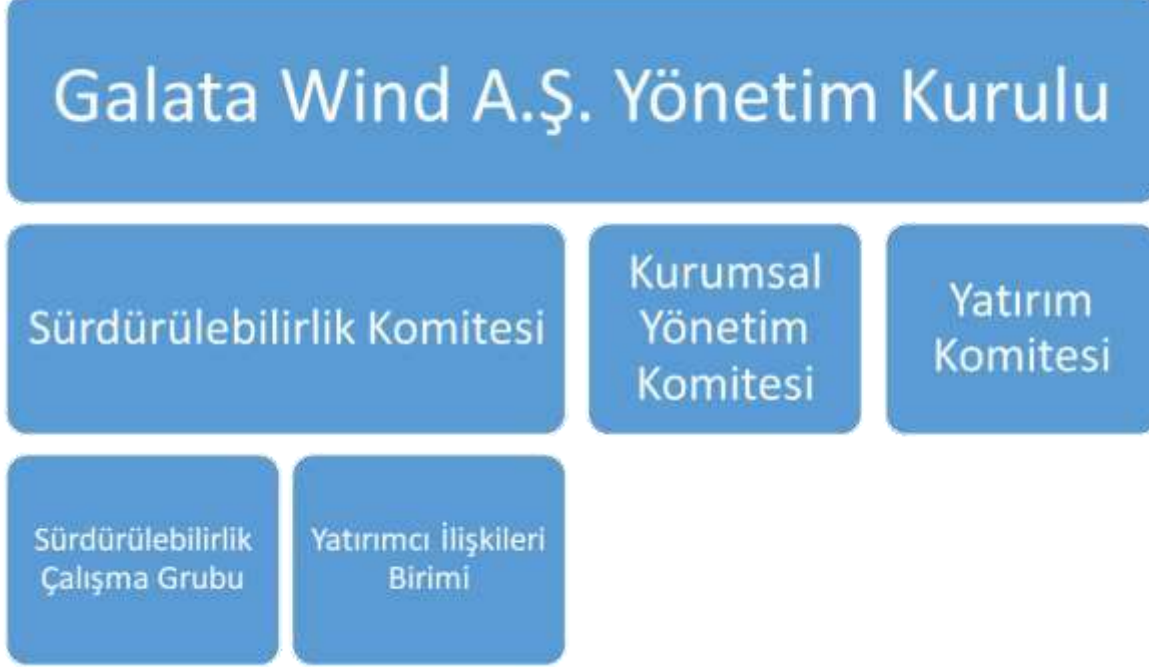 Galata Wind A.Ş. Yönetim Kurulu
Sürdürülebilirlik Komitesi
Kurumsal
Yönetim
Komitesi
Yatırım
Komitesi
Sürdürülebilirlik
Çalışma Grubu
Yatırımcı İlişkileri
Birimi